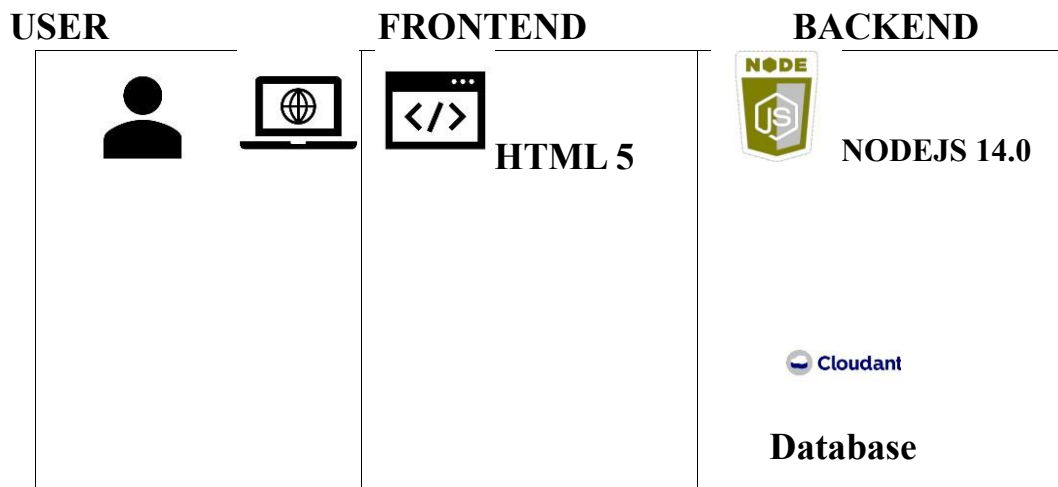 USER FRONTEND BACKEND
NODE
JS
</>
HTML 5
NODEJS 14.0
Cloudant
Database